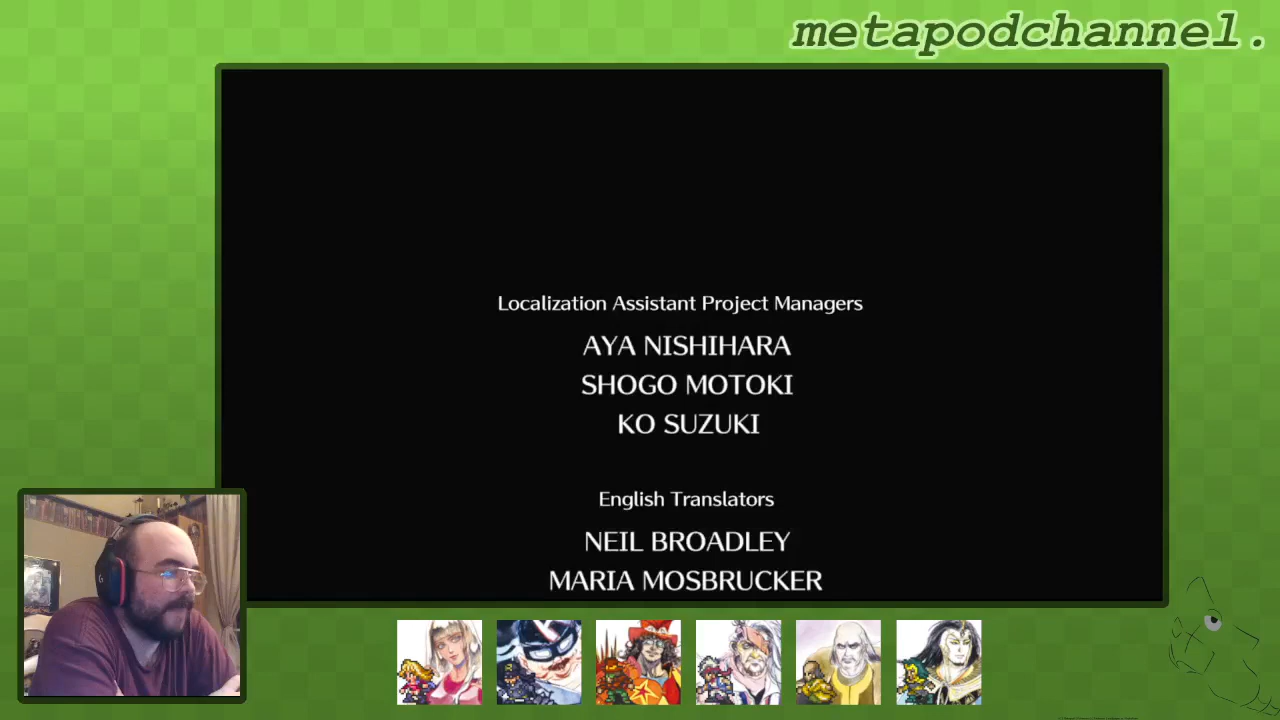 metapodchannel.
Localization Assistant Project Managers
AYA NISHIHARA
SHOGO MOTOKI
KO SUZUKI
English Translators
NEIL BROADLEY
MARIA MOSBRUCKER